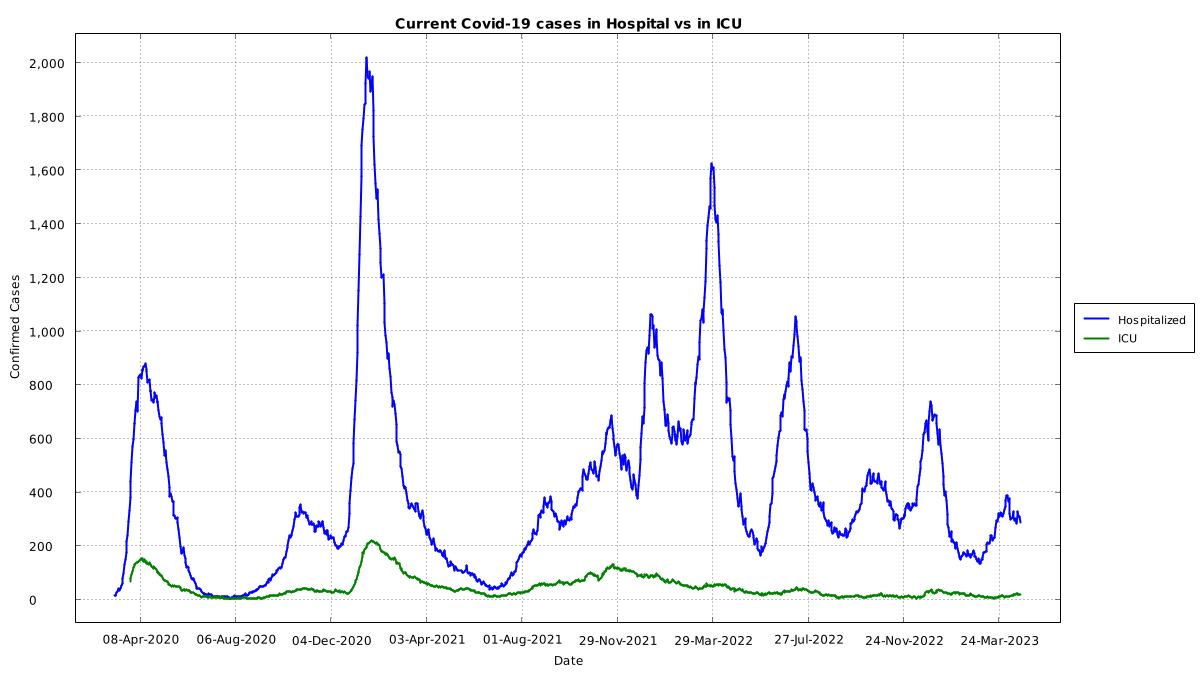 Current Covid-19 cases in Hospital vs in ICU
Confirmed Cases
2,000
1,800
1,600
1,400
1,200
1,000
800
600
400
200
0
08-Apr-2020 06-Aug-2020 04-Dec-2020 03-Apr-2021 01-Aug-2021 29-Nov-2021 29-Mar-2022 27-Jul-2022 24-Nov-2022 24-Mar-2023
Date
Hospitalized
ICU